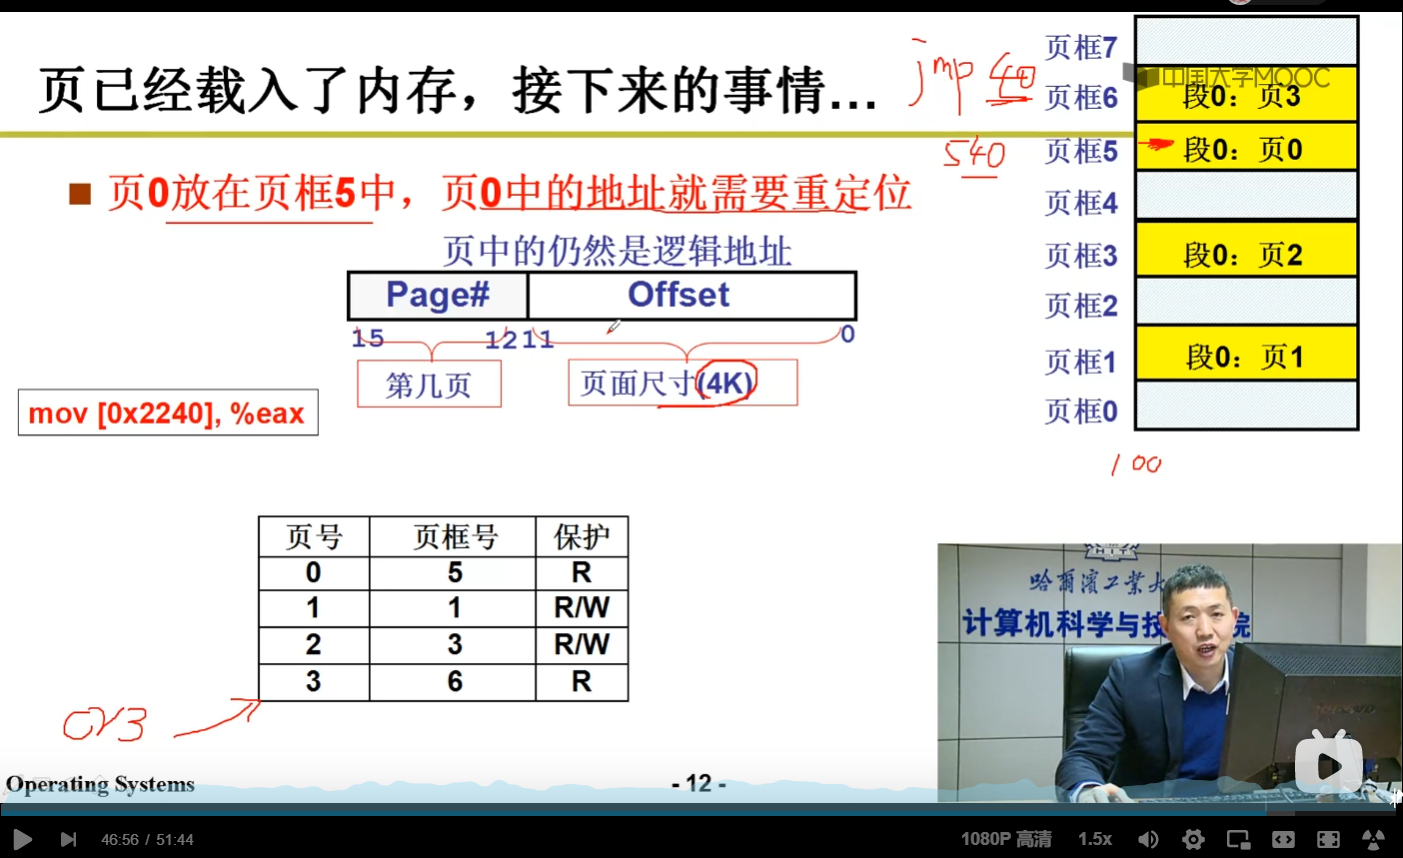 页已经载入了内存，接下来的事情...
jmp 40
540
■ 页0放在页框5中，页0中的地址就需要重定位
页中的仍然是逻辑地址
Page# Offset
15 12 11 0
第几页 页面尺寸(4K)
mov [0x2240], %eax
页框7
中国大学MOOC
页框6 段0：页3
页框5 段0：页0
页框4
页框3 段0：页2
页框2
页框1 段0：页1
页框0
100
页号 页框号 保护
0 5 R
1 1 R/W
2 3 R/W
3 6 R
CR3
哈尔滨工业大
计算机科学与技 院
Operating Systems
- 12 -
46:56 / 51:44
1080P 高清 1.5x